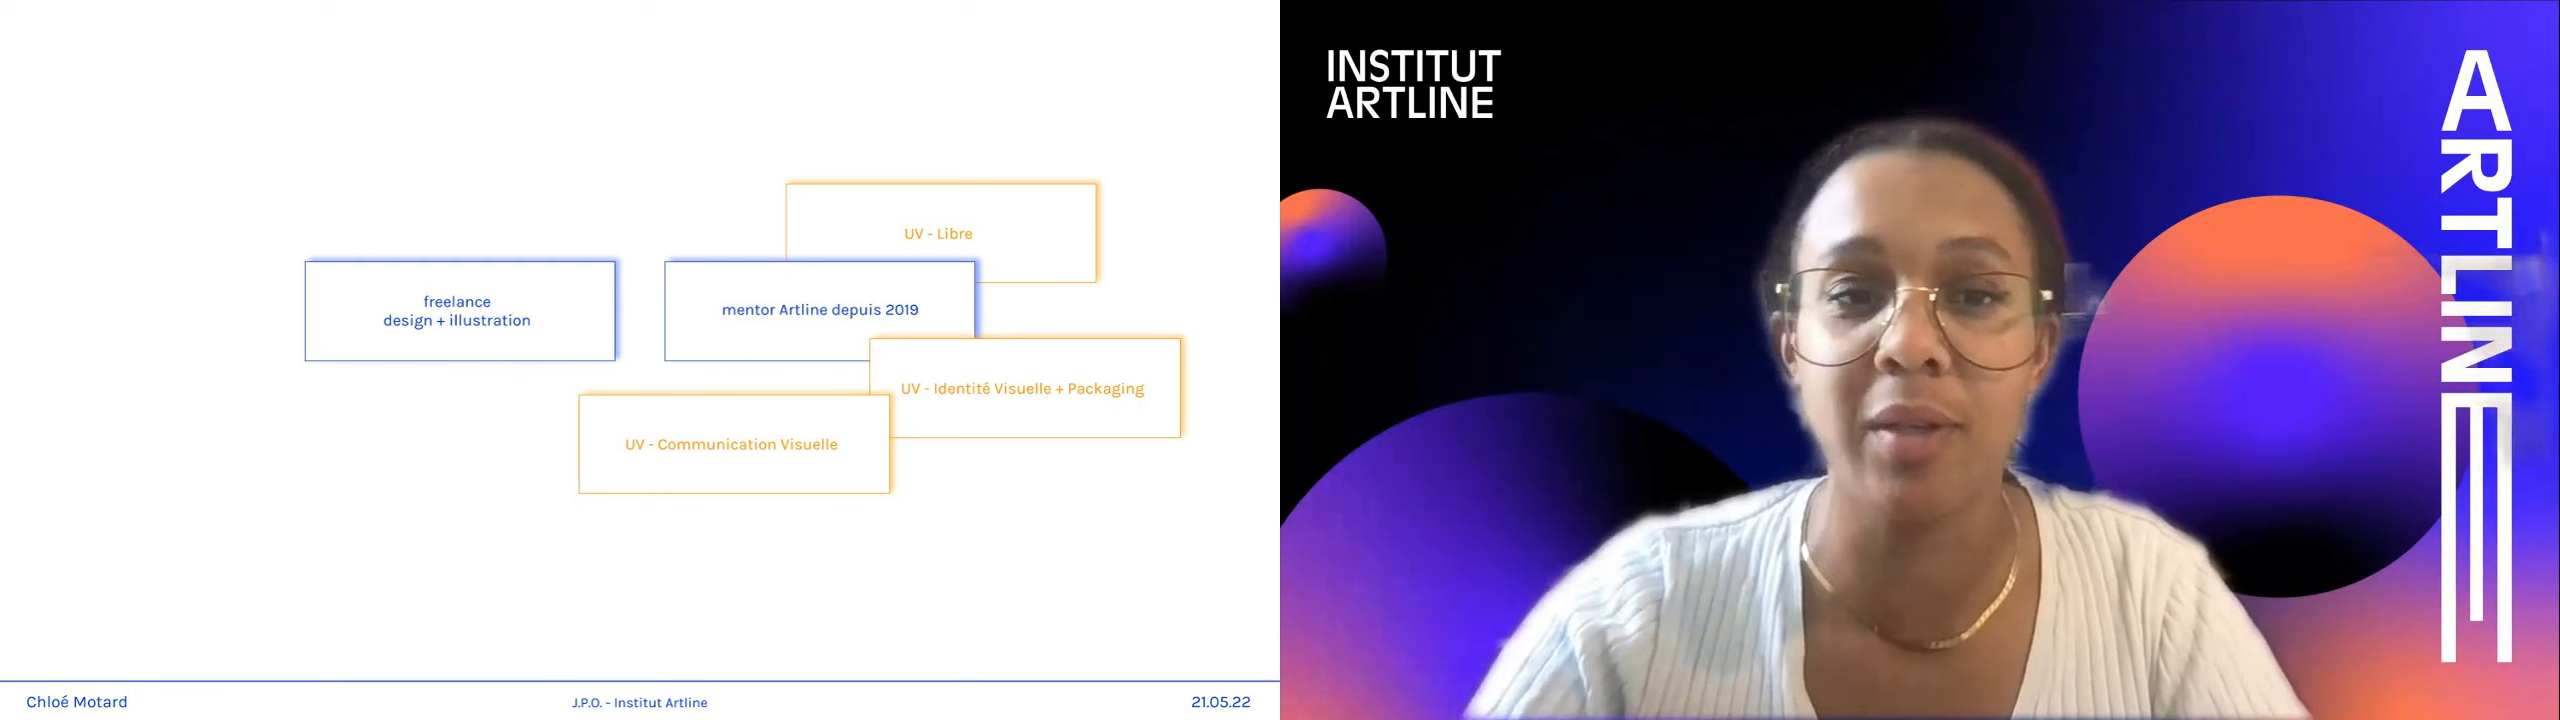 UV - Libre
freelance
design + illustration
mentor Artline depuis 2019
UV - Identité Visuelle + Packaging
UV - Communication Visuelle
Chloé Motard
J.P.O. - Institut Artline
21.05.22
INSTITUT
ARTLINE
ARTLINE